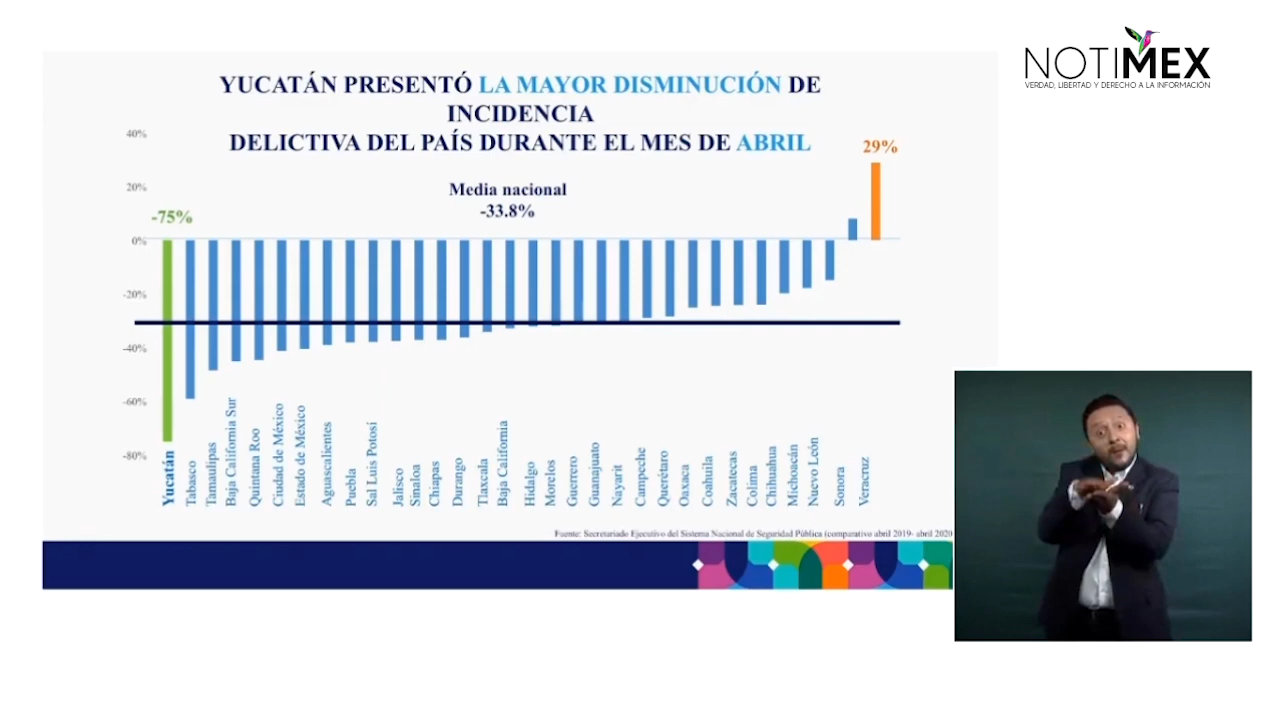 NOTIMEX
VERDAD, LIBERTAD Y DERECHO A LA INFORMACIÓN
YUCATÁN PRESENTÓ LA MAYOR DISMINUCIÓN DE
INCIDENCIA
DELICTIVA DEL PAÍS DURANTE EL MES DE ABRIL
40%
20%
0%
-20%
-40%
-60%
-80%
-75%
Media nacional
-33.8%
29%
Yucatán
Tabasco
Tamaulipas
Baja California Sur
Quintana Roo
Ciudad de México
Estado de México
Aguascalientes
Puebla
Sal Luis Potosí
Jalisco
Sinaloa
Chiapas
Durango
Tlaxcala
Baja California
Hidalgo
Morelos
Guerrero
Guanajuato
Nayarit
Campeche
Querétaro
Oaxaca
Coahuila
Zacatecas
Colima
Chihuahua
Michoacán
Nuevo León
Sonora
Veracruz
Fuente: Secretariado Ejecutivo del Sistema Nacional de Seguridad Pública (comparativo abril 2019- abril 2020